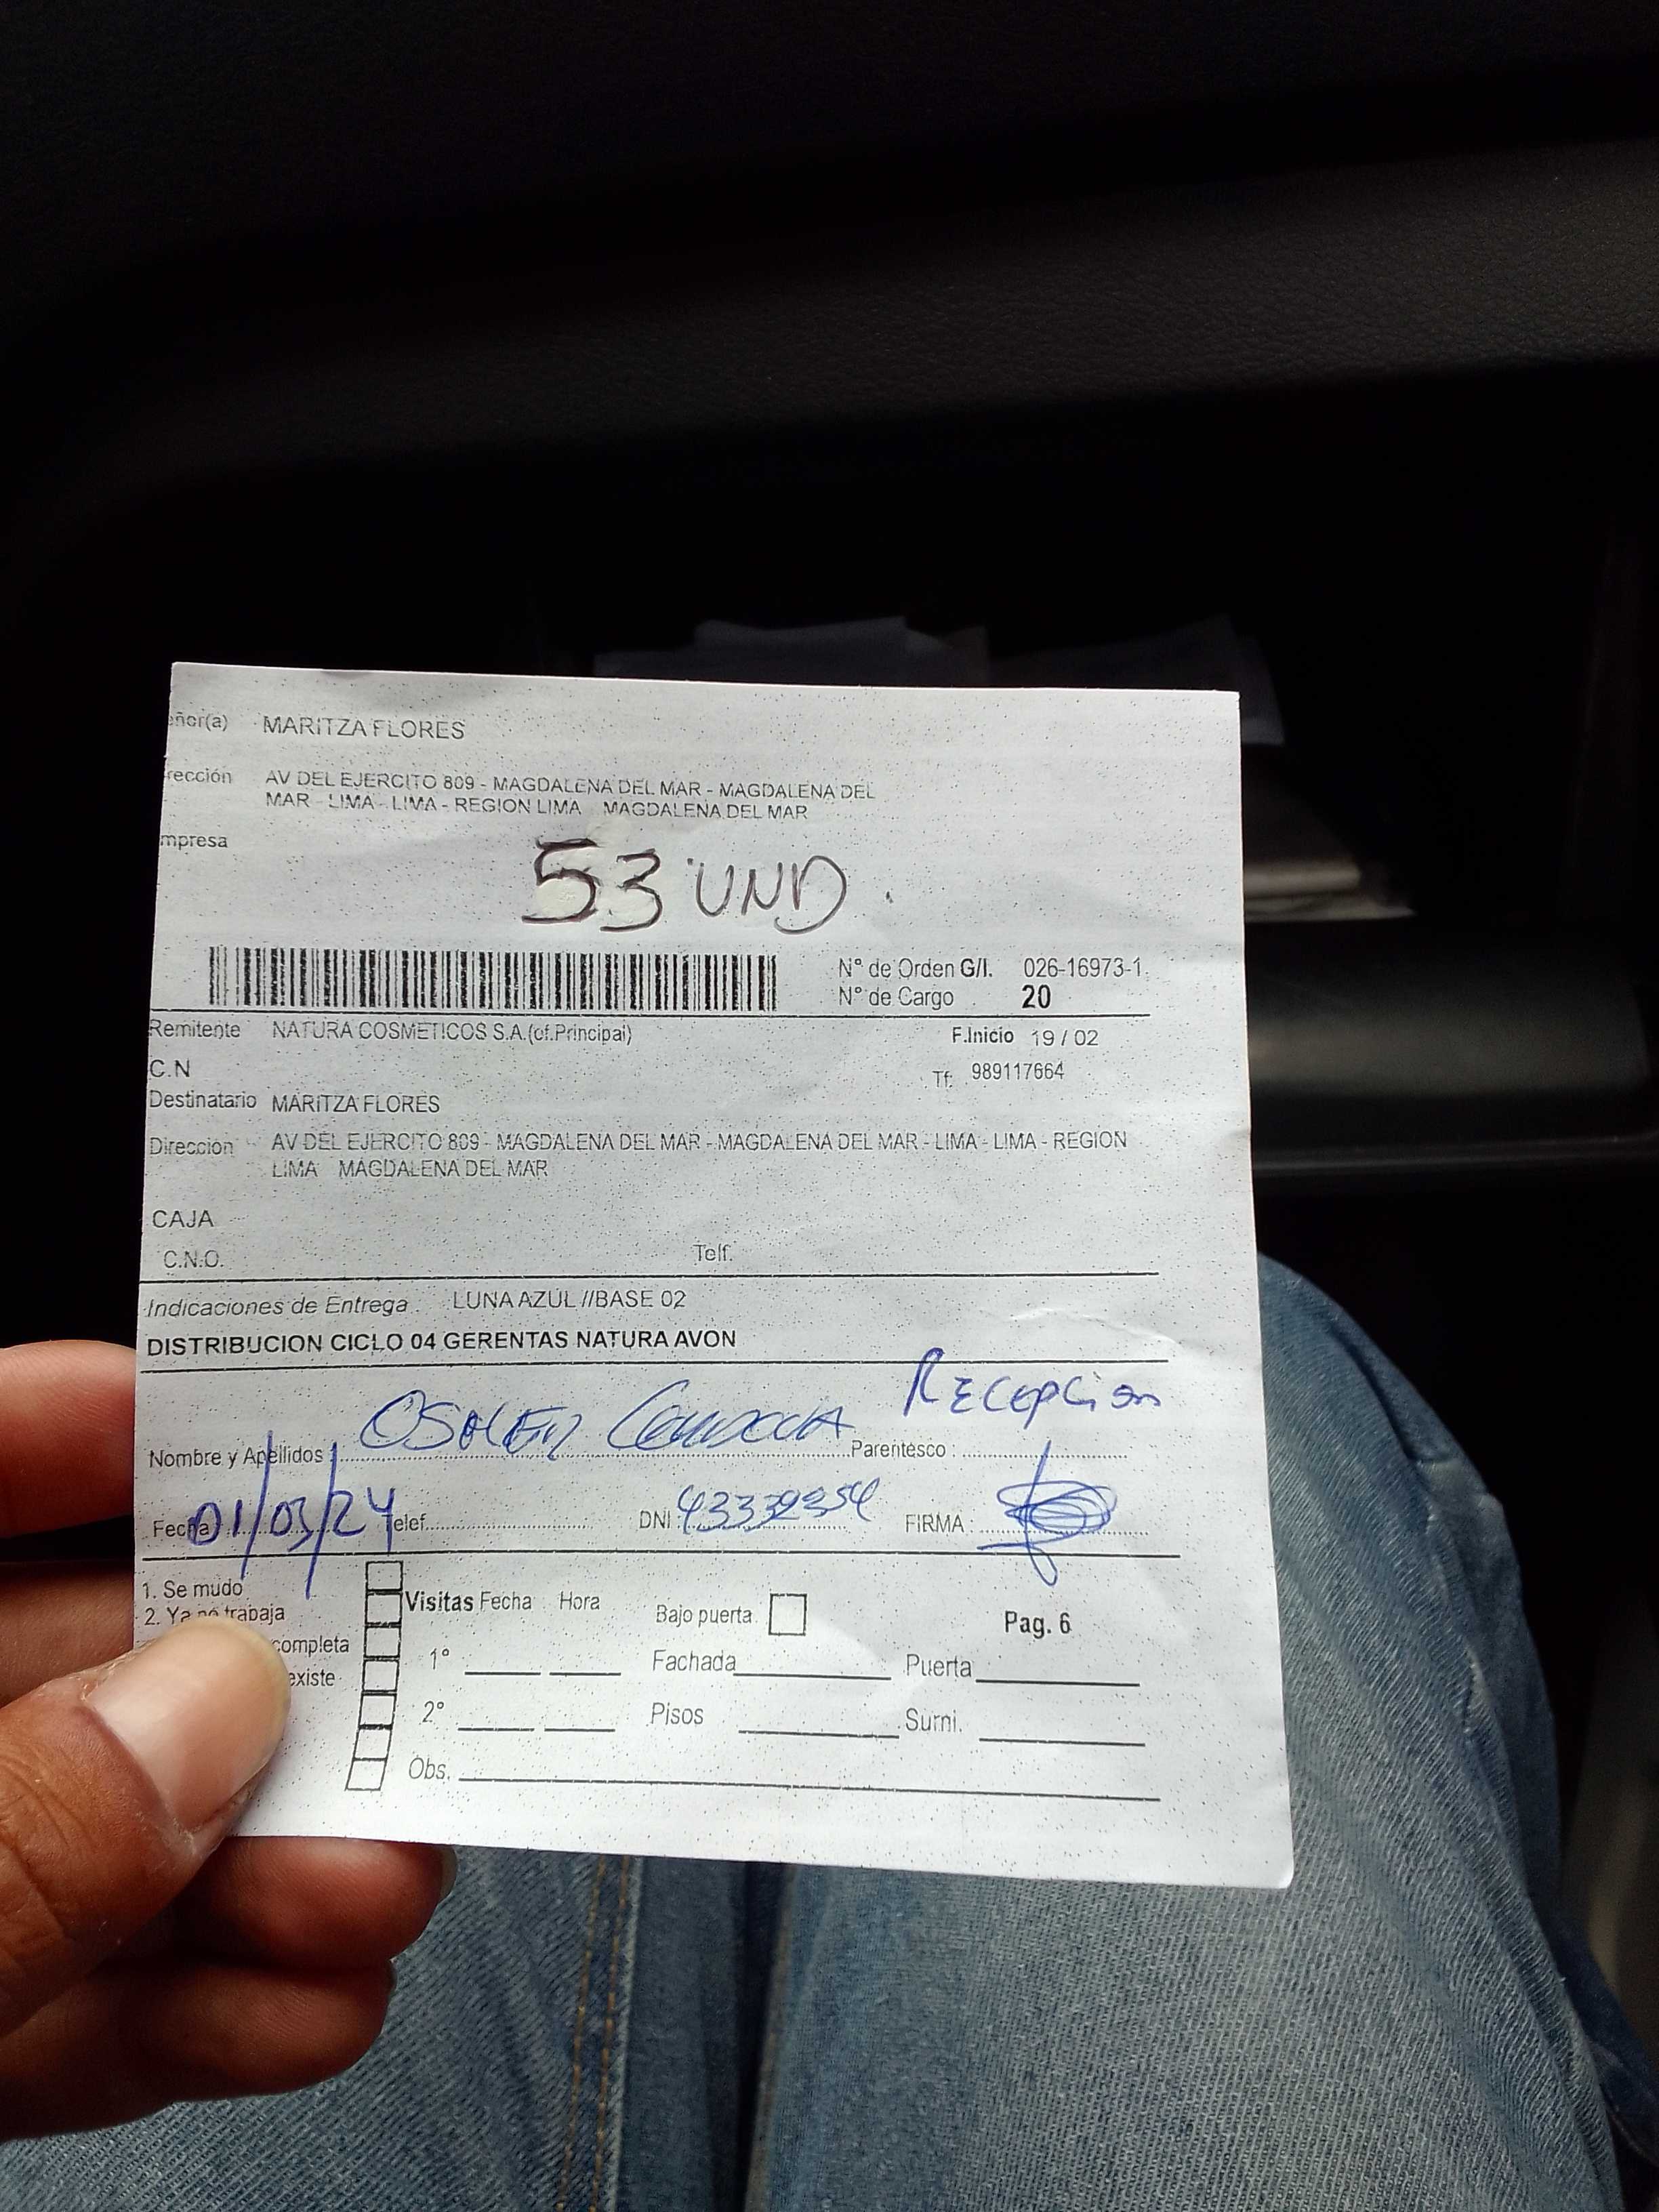 eñor(a) MARITZA FLORES
rección AV DEL EJERCITO 809 - MAGDALENA DEL MAR - MAGDALENA DEL
MAR - LIMA - LIMA - REGION LIMA MAGDALENA DEL MAR
mpresa
53 UND.
N° de Orden G/I. 026-16973-1
N° de Cargo 20
Remitente NATURA COSMETICOS S.A.(of.Principal) F.Inicio 19 / 02
C.N Tf: 989117664
Destinatario MARITZA FLORES
Dirección AV DEL EJERCITO 809 - MAGDALENA DEL MAR - MAGDALENA DEL MAR - LIMA - LIMA - REGION
LIMA MAGDALENA DEL MAR
CAJA
C.N.O. Telf.
Indicaciones de Entrega LUNA AZUL //BASE 02
DISTRIBUCION CICLO 04 GERENTAS NATURA AVON
Recepcion
Nombre y Apellidos : Parentesco :
Fecha 01/03/24 elef. DNI FIRMA :
1. Se mudo
2. Ya no trabaja
completa
existe
Visitas Fecha Hora Bajo puerta Pag. 6
1° Fachada Puerta
2° Pisos Sumi.
Obs.